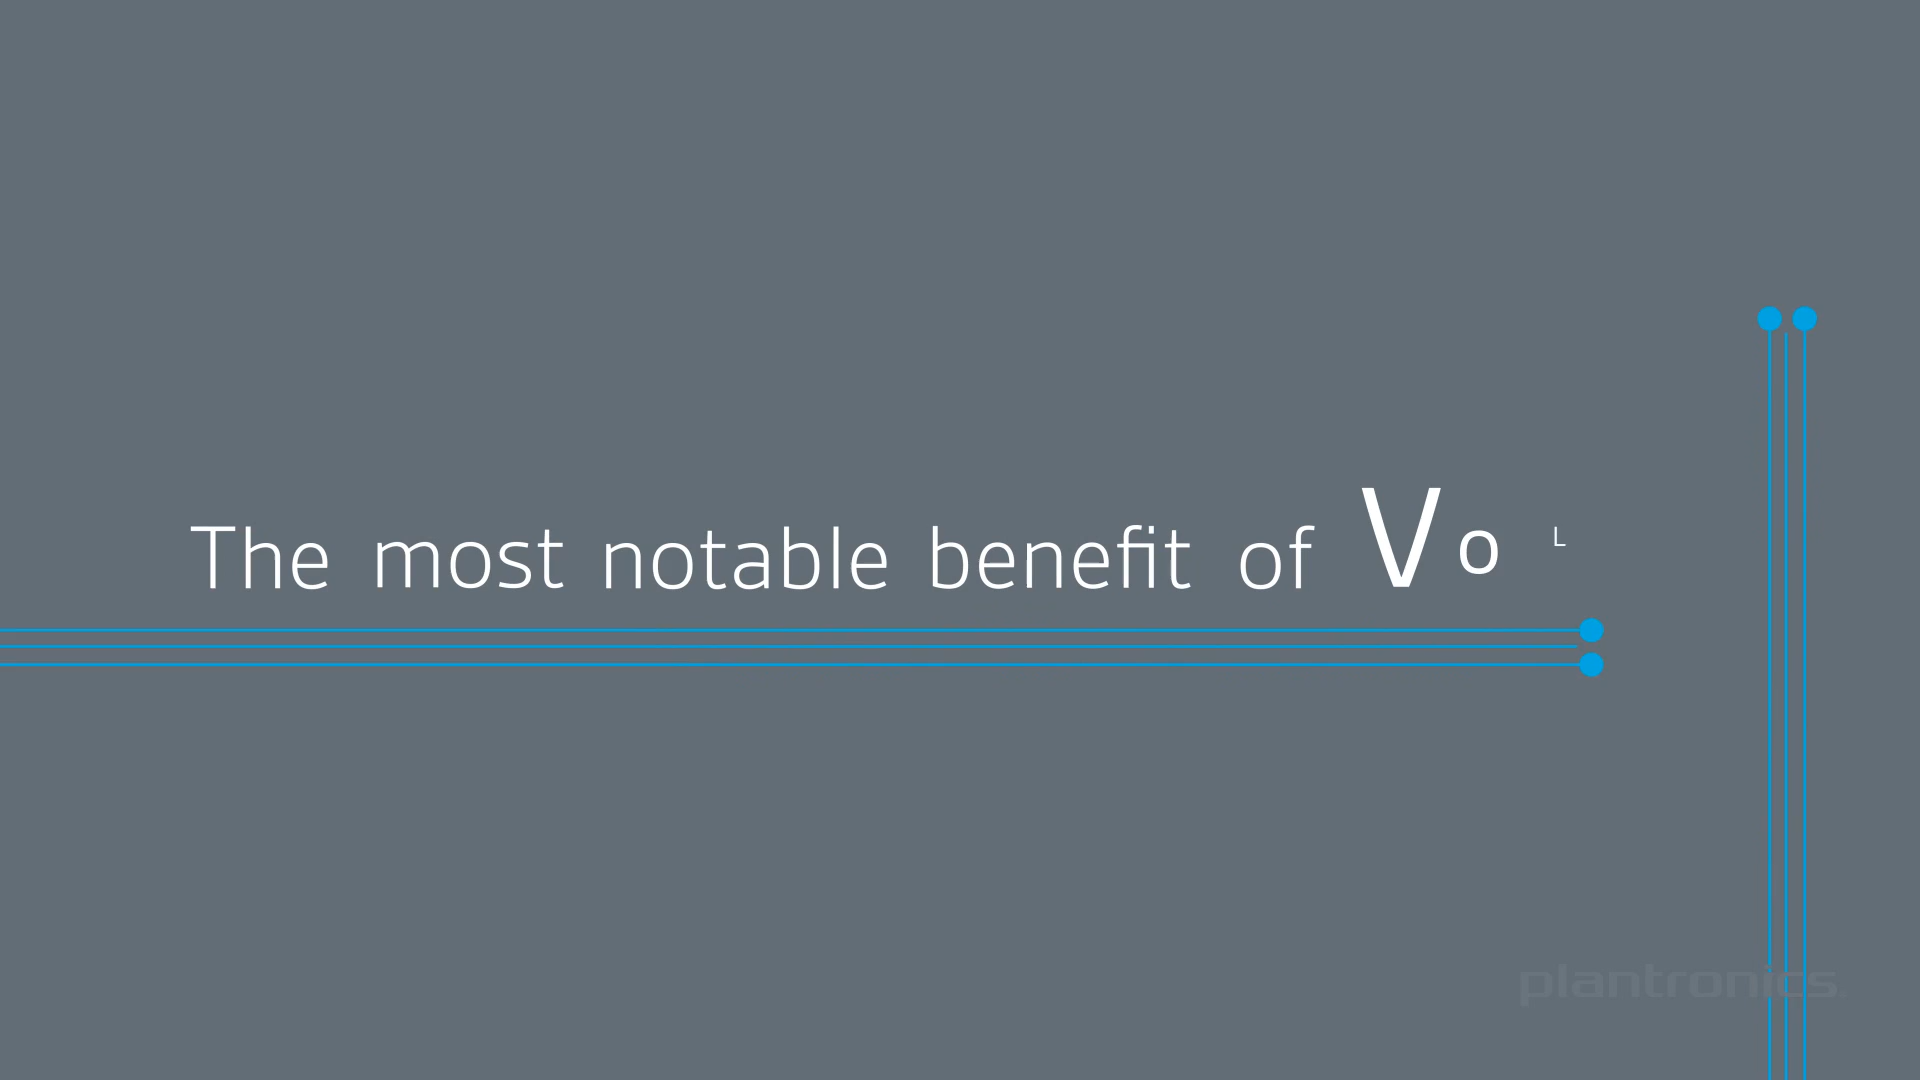 The most notable benefit of Vo L
plantronics.